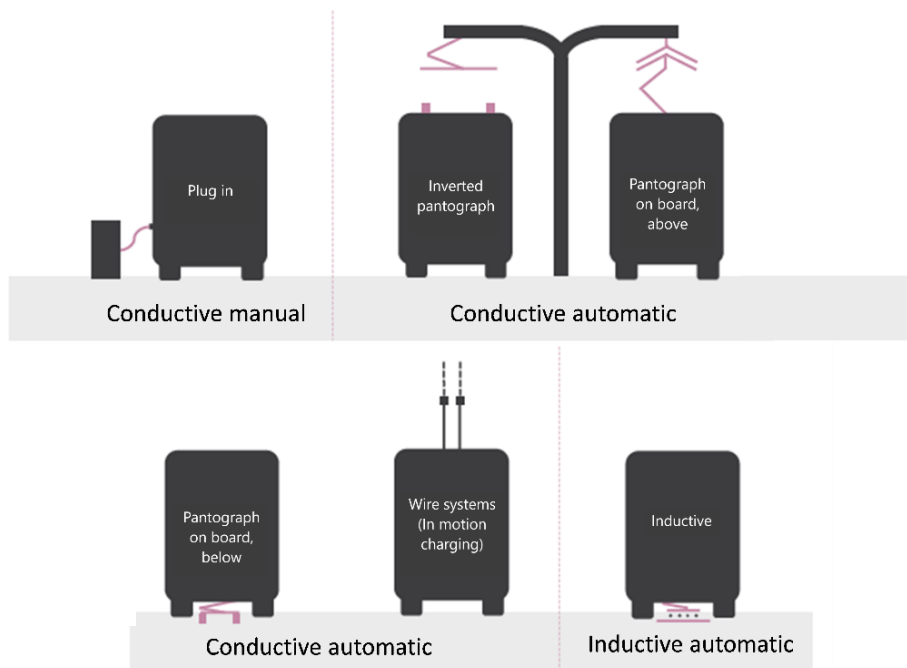 Plug in
Inverted
pantograph
Pantograph
on board,
above
Conductive manual
Conductive automatic
Pantograph
on board,
below
Wire systems
(In motion
charging)
Inductive
Conductive automatic
Inductive automatic